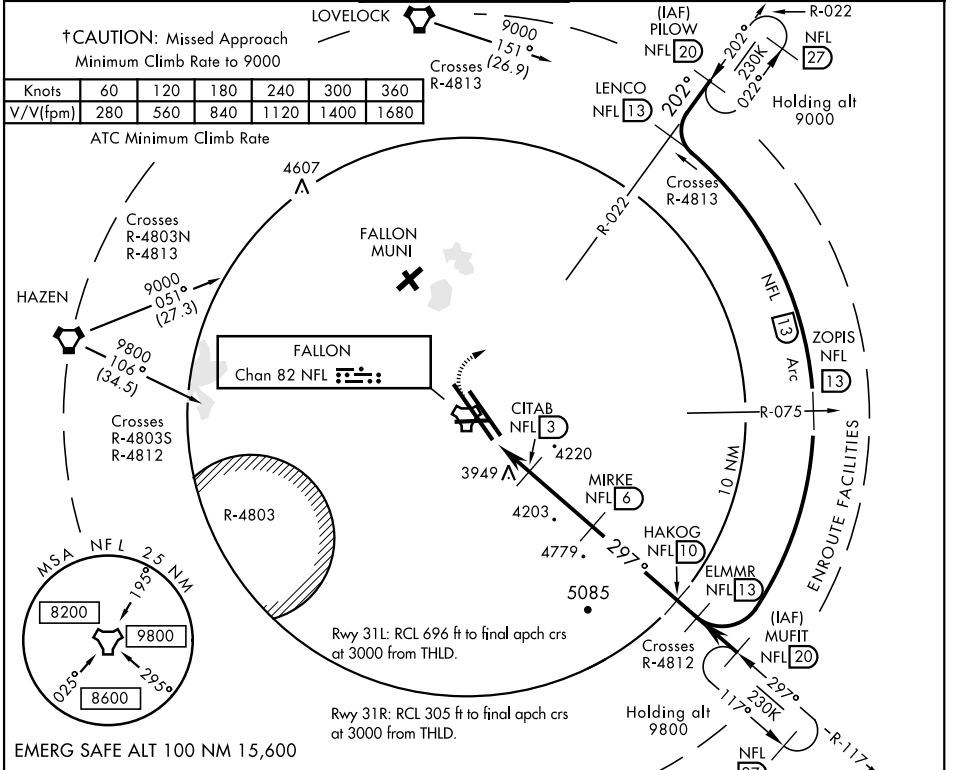 †CAUTION: Missed Approach
Minimum Climb Rate to 9000
Knots 60 120 180 240 300 360
V/V(fpm) 280 560 840 1120 1400 1680
ATC Minimum Climb Rate
LOVELOCK
9000
151°
(26.9)
Crosses
R-4813
(IAF)
PILOW
NFL 20
R-022
202°
230K
022°
NFL
27
Holding alt
9000
LENCO
NFL 13
202°
Crosses
R-4813
R-022
4607
Crosses
R-4803N
R-4813
FALLON
MUNI
HAZEN
9000
051°
(27.3)
9800
106°
(34.5)
Crosses
R-4803S
R-4812
FALLON
Chan 82 NFL
NFL
13
Arc
ZOPIS
NFL
13
R-075
CITAB
NFL 3
4220
3949
MIRKE
NFL 6
4203
4779
297°
10 NM
HAKOG
NFL 10
ENROUTE FACILITIES
R-4803
5085
ELMMR
NFL 13
(IAF)
MUFIT
NFL 20
Crosses
R-4812
297°
230K
117°
R-117
Holding alt
9800
NFL
27
MSA NFL 25 NM
195°
8200
9800
025°
8600
295°
Rwy 31L: RCL 696 ft to final apch crs
at 3000 from THLD.
Rwy 31R: RCL 305 ft to final apch crs
at 3000 from THLD.
EMERG SAFE ALT 100 NM 15,600